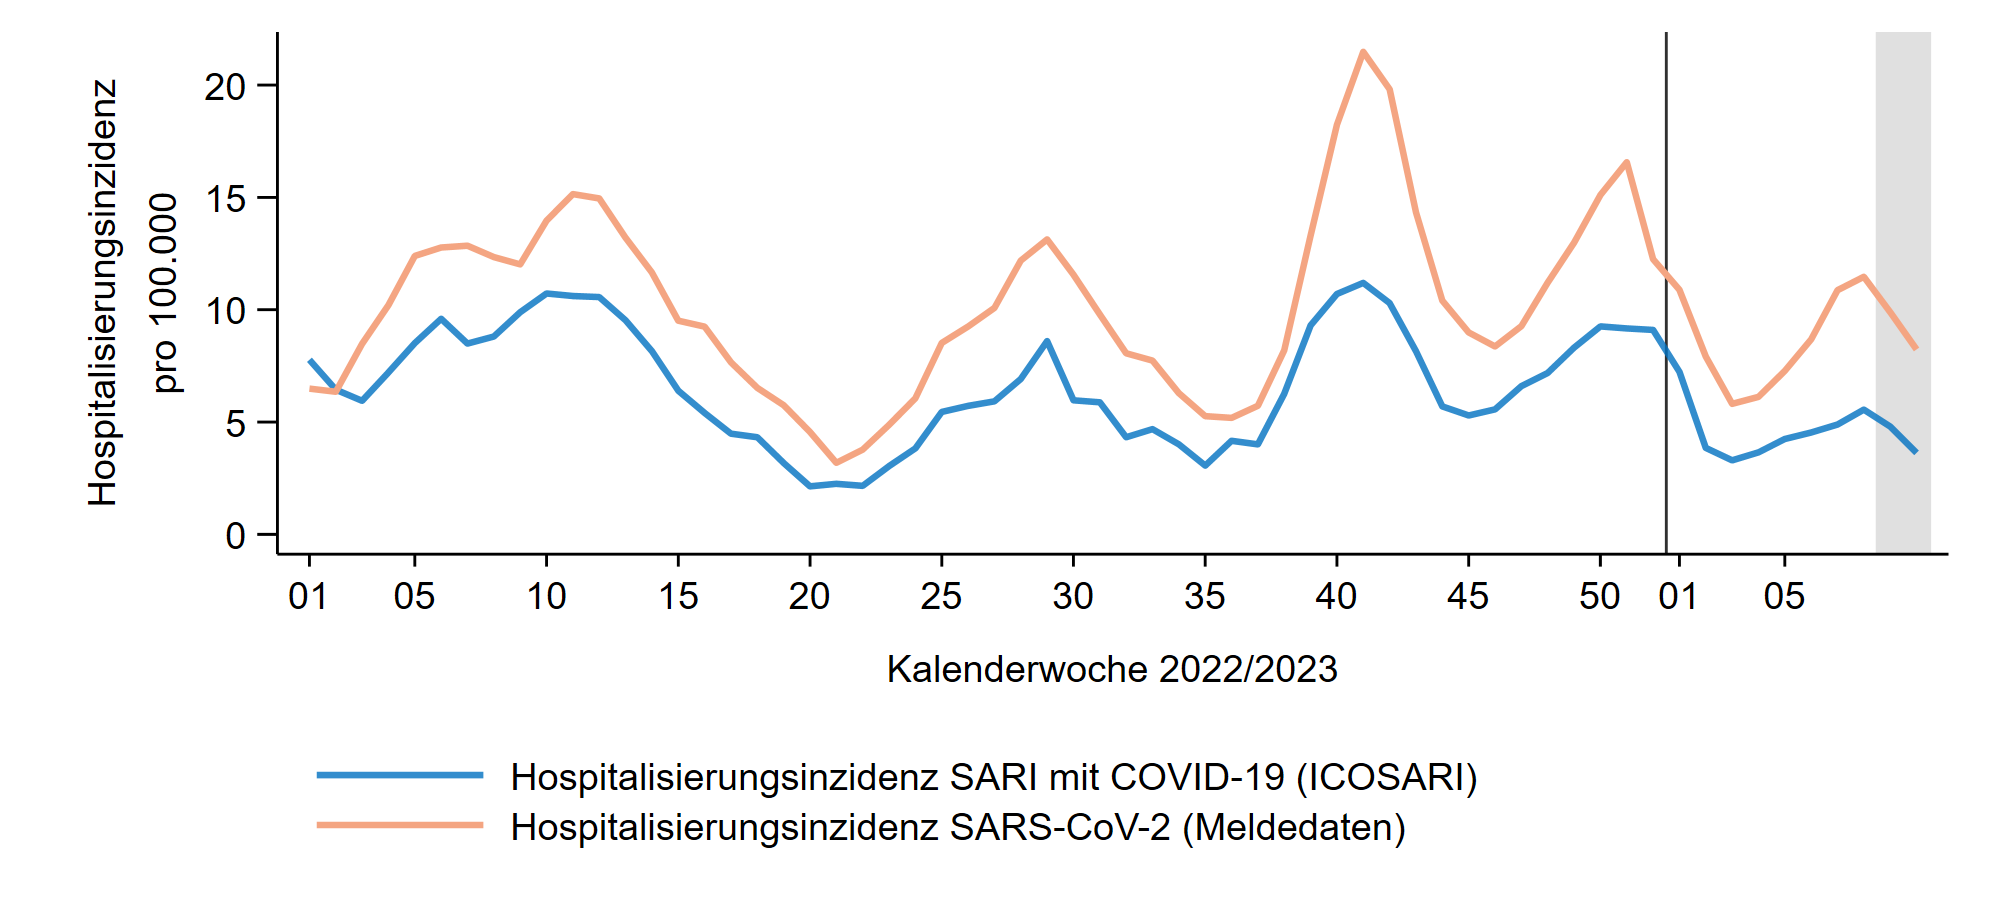 Hospitalisierungsinzidenz
pro 100.000
20
15
10
5
0
01 05 10 15 20 25 30 35 40 45 50 01 05
Kalenderwoche 2022/2023
Hospitalisierungsinzidenz SARI mit COVID-19 (ICOSARI)
Hospitalisierungsinzidenz SARS-CoV-2 (Meldedaten)